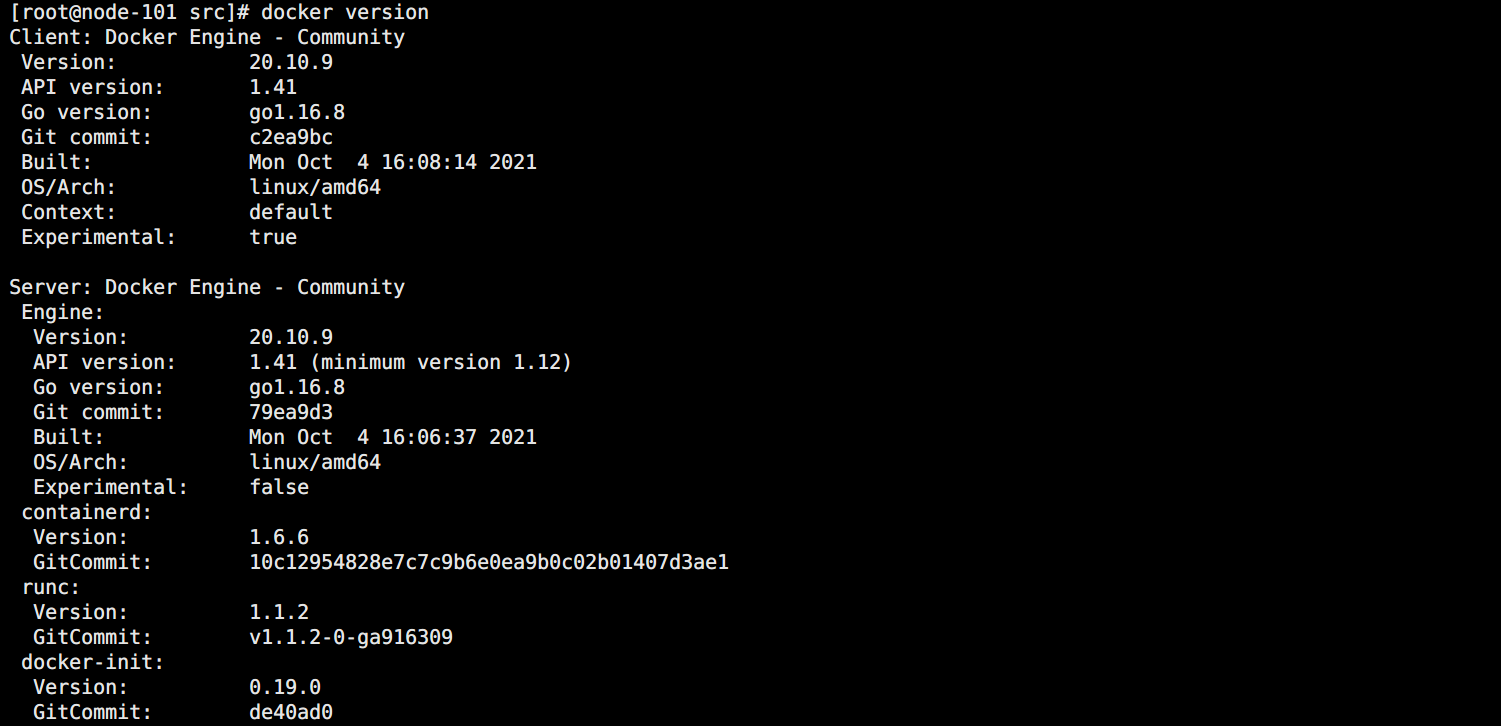 [root@node-101 src]# docker version
Client: Docker Engine - Community
 Version:           20.10.9
 API version:       1.41
 Go version:        go1.16.8
 Git commit:        c2ea9bc
 Built:             Mon Oct  4 16:08:14 2021
 OS/Arch:           linux/amd64
 Context:           default
 Experimental:      true

Server: Docker Engine - Community
 Engine:
  Version:          20.10.9
  API version:      1.41 (minimum version 1.12)
  Go version:       go1.16.8
  Git commit:       79ea9d3
  Built:            Mon Oct  4 16:06:37 2021
  OS/Arch:          linux/amd64
  Experimental:     false
 containerd:
  Version:          1.6.6
  GitCommit:        10c12954828e7c7c9b6e0ea9b0c02b01407d3ae1
 runc:
  Version:          1.1.2
  GitCommit:        v1.1.2-0-ga916309
 docker-init:
  Version:          0.19.0
  GitCommit:        de40ad0